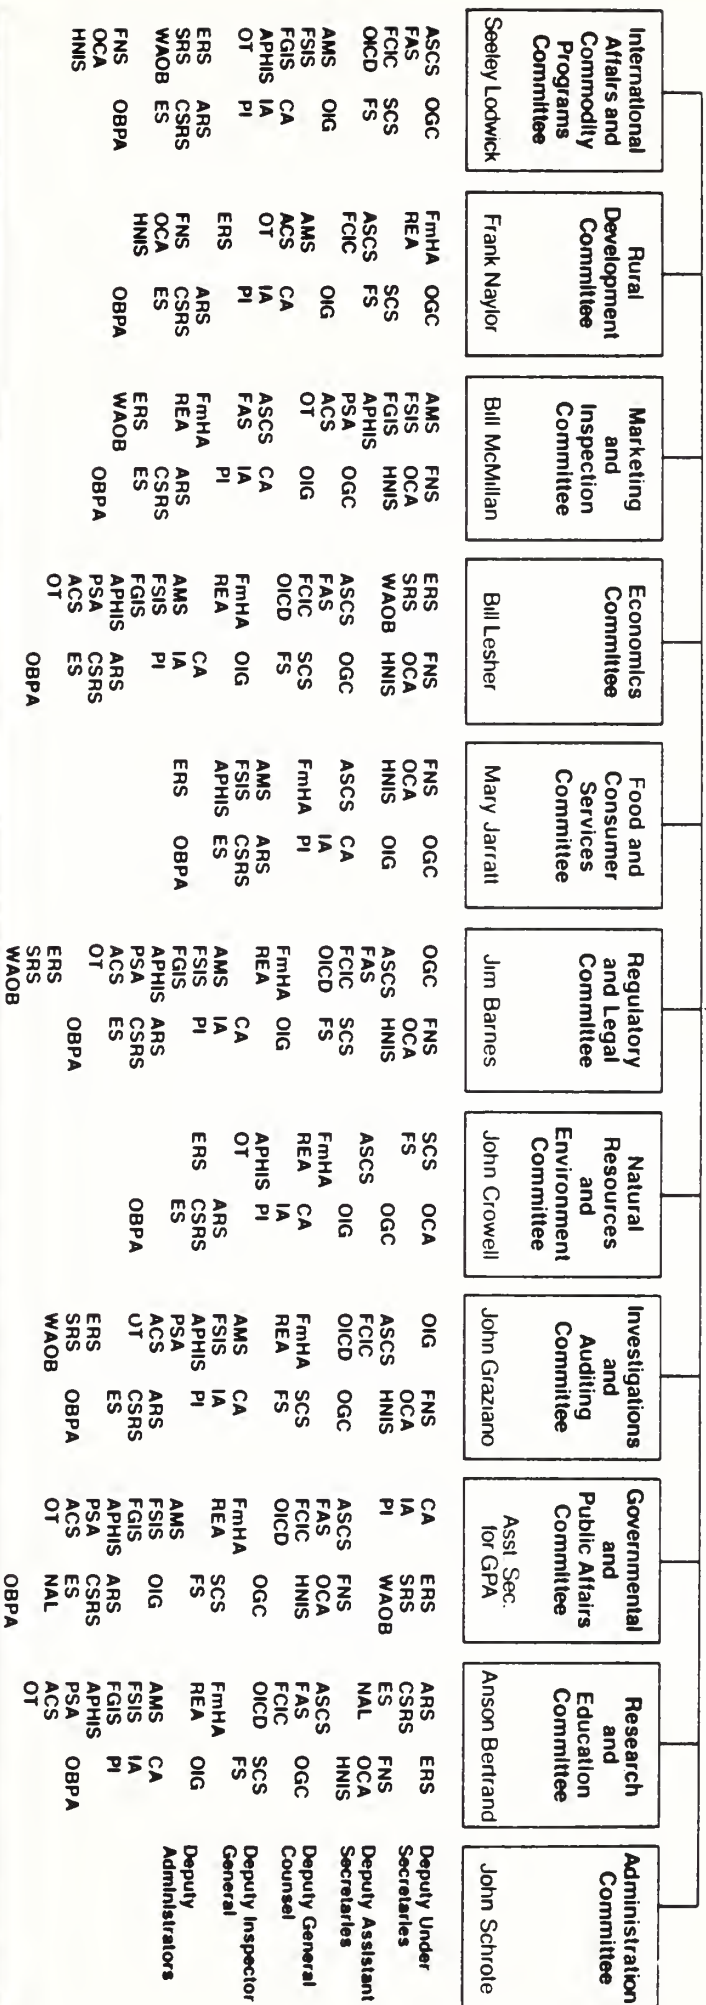 International
Affairs and
Commodity
Programs
Committee
Seeley Lodwick
ASCS
FAS
FCIC
OICD
AMS
FSIS
FGIS
APHIS
OT
ERS
SRS
WAOB
FNS
OCA
HNIS
OGC
SCS
FS
OIG
CA
IA
PI
ARS
CSRS
ES
OBPA
Rural
Development
Committee
Frank Naylor
FmHA
REA
ASCS
FCIC
AMS
ACS
OT
ERS
FNS
OCA
HNIS
OGC
SCS
FS
OIG
CA
IA
PI
ARS
CSRS
ES
OBPA
Marketing
and
Inspection
Committee
Bill McMillan
AMS
FSIS
FGIS
APHIS
PSA
ACS
OT
ASCS
FAS
FmHA
REA
ERS
WAOB
FNS
OCA
HNIS
OGC
OIG
CA
IA
PI
ARS
CSRS
ES
OBPA
Economics
Committee
Bill Lesher
ERS
SRS
WAOB
ASCS
FAS
FCIC
OICD
FmHA
REA
AMS
FSIS
FGIS
APHIS
PSA
ACS
OT
FNS
OCA
HNIS
OGC
SCS
FS
OIG
CA
IA
PI
ARS
CSRS
ES
OBPA
Food and
Consumer
Services
Committee
Mary Jarratt
FNS
OCA
HNIS
ASCS
FmHA
AMS
FSIS
APHIS
ERS
OGC
OIG
CA
IA
PI
ARS
CSRS
ES
OBPA
Regulatory
and Legal
Committee
Jim Barnes
OGC
ASCS
FAS
FCIC
OICD
FmHA
REA
AMS
FSIS
FGIS
APHIS
PSA
ACS
OT
ERS
SRS
WAOB
FNS
OCA
HNIS
SCS
FS
OIG
CA
IA
PI
ARS
CSRS
ES
OBPA
Natural
Resources
and
Environment
Committee
John Crowell
SCS
FS
ASCS
FmHA
REA
APHIS
OT
ERS
OCA
OGC
OIG
CA
IA
PI
ARS
CSRS
ES
OBPA
Investigations
and
Auditing
Committee
John Graziano
OIG
ASCS
FCIC
OICD
FmHA
REA
AMS
FSIS
APHIS
PSA
ACS
OT
ERS
SRS
WAOB
FNS
OCA
HNIS
OGC
SCS
FS
CA
IA
PI
ARS
CSRS
ES
OBPA
Governmental
and
Public Affairs
Committee
Asst. Sec.
for GPA
CA
IA
PI
ASCS
FAS
FCIC
OICD
FmHA
REA
AMS
FSIS
FGIS
APHIS
PSA
ACS
OT
ERS
SRS
WAOB
FNS
OCA
HNIS
OGC
SCS
FS
OIG
ARS
CSRS
ES
NAL
OBPA
Research
and
Education
Committee
Anson Bertrand
ARS
CSRS
ES
NAL
ASCS
FAS
FCIC
OICD
FmHA
REA
AMS
FSIS
FGIS
APHIS
PSA
ACS
OT
ERS
FNS
OCA
HNIS
OGC
SCS
FS
OIG
CA
IA
PI
OBPA
Administration
Committee
John Schrote
Deputy Under
Secretaries
Deputy Assistant
Secretaries
Deputy General
Counsel
Deputy Inspector
General
Deputy
Administrators